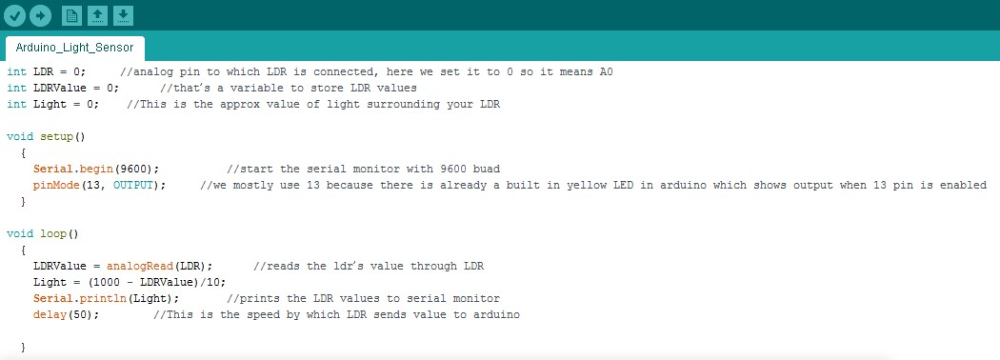 Arduino_Light_Sensor
int LDR = 0;     //analog pin to which LDR is connected, here we set it to 0 so it means A0
int LDRValue = 0;      //that's a variable to store LDR values
int Light = 0;    //This is the approx value of light surrounding your LDR
void setup()
{
Serial.begin(9600);          //start the serial monitor with 9600 buad
pinMode(13, OUTPUT);     //we mostly use 13 because there is already a built in yellow LED in arduino which shows output when 13 pin is enabled
}
void loop()
{
LDRValue = analogRead(LDR);      //reads the ldr's value through LDR
Light = (1000 - LDRValue)/10;
Serial.println(Light);       //prints the LDR values to serial monitor
delay(50);        //This is the speed by which LDR sends value to arduino
}